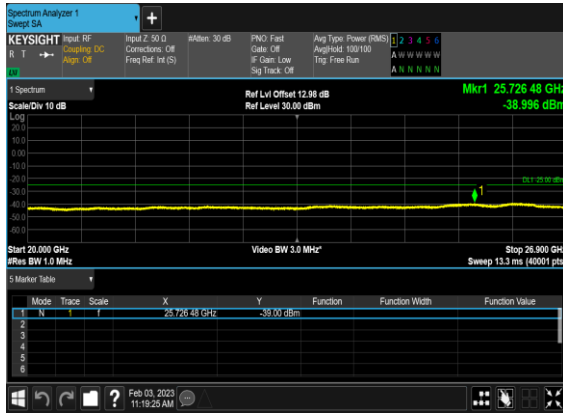 Spectrum Analyzer 1
Swept SA
+
KEYSIGHT Input: RF Input Z: 50 Ω #Atten: 30 dB PNO: Fast Avg Type: Power (RMS) 1 2 3 4 5 6
R T Coupling: DC Corrections: Off Gate: Off Avg|Hold: 100/100 A W W W W W
Align: Off Freq Ref: Int (S) IF Gain: Low Trig: Free Run
Sig Track: Off A N N N N N
1 Spectrum
Ref Lvl Offset 12.98 dB Mkr1 25.726 48 GHz
Scale/Div 10 dB Ref Level 30.00 dBm -38.996 dBm
Log
20.0
10.0
0.00
-10.0
-20.0
DL1 -25.00 dBm
-30.0
1
-40.0
-50.0
-60.0
Start 20.000 GHz Video BW 3.0 MHz* Stop 26.900 GHz
#Res BW 1.0 MHz Sweep 13.3 ms (40001 pts)
5 Marker Table
Mode Trace Scale X Y Function Function Width Function Value
1 N 1 f 25.726 48 GHz -39.00 dBm
2
3
4
5
6
? Feb 03, 2023
11:19:25 AM